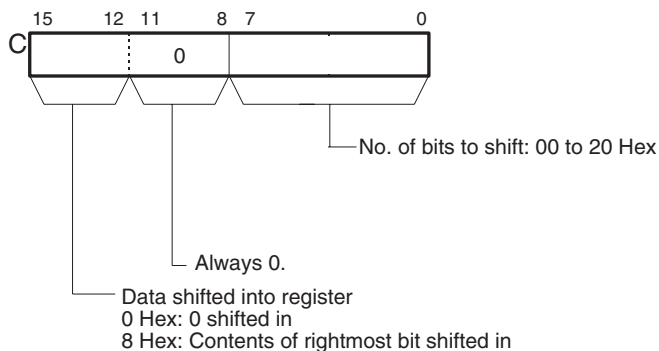 15 12 11 8 7 0
C
0
No. of bits to shift: 00 to 20 Hex
Always 0.
Data shifted into register
0 Hex: 0 shifted in
8 Hex: Contents of rightmost bit shifted in